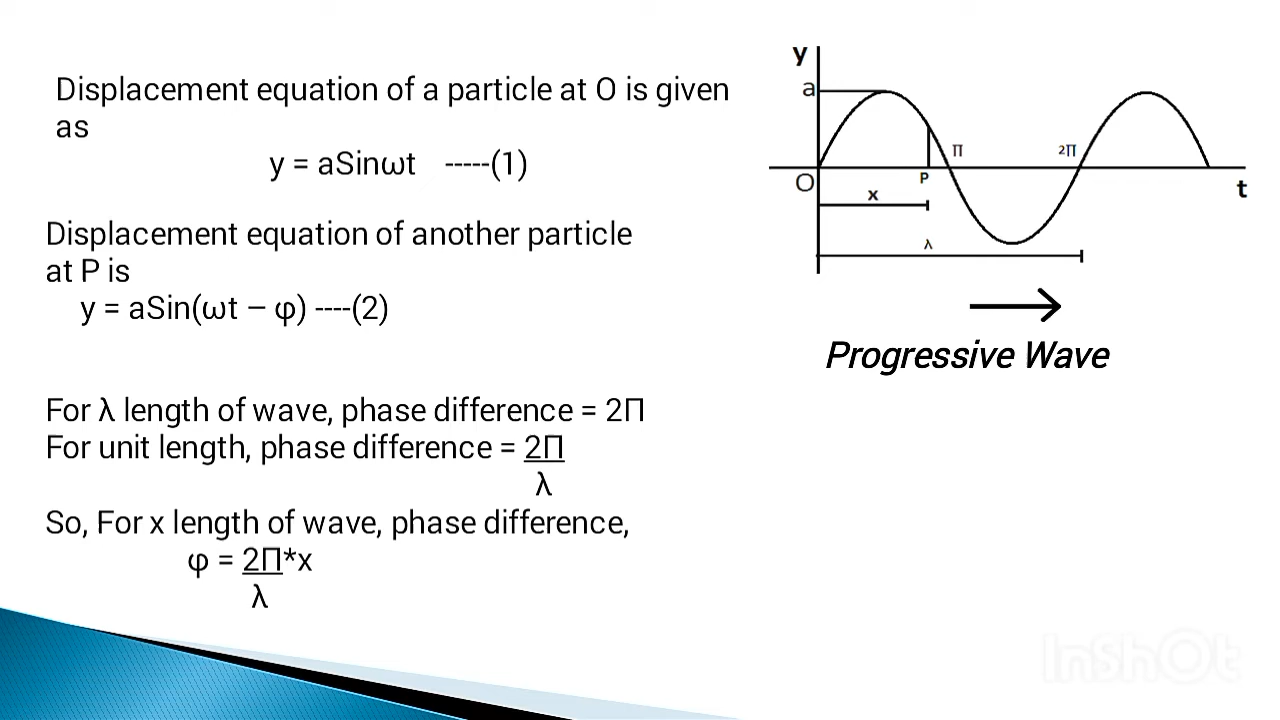 Displacement equation of a particle at O is given
as
y = aSinωt -----(1)
Displacement equation of another particle
at P is
y = aSin(ωt – φ) ----(2)
For λ length of wave, phase difference = 2Π
For unit length, phase difference = 2Π
λ
So, For x length of wave, phase difference,
φ = 2Π*x
λ
y
a
O
Π
2Π
P
x
t
λ
Progressive Wave
InShOt